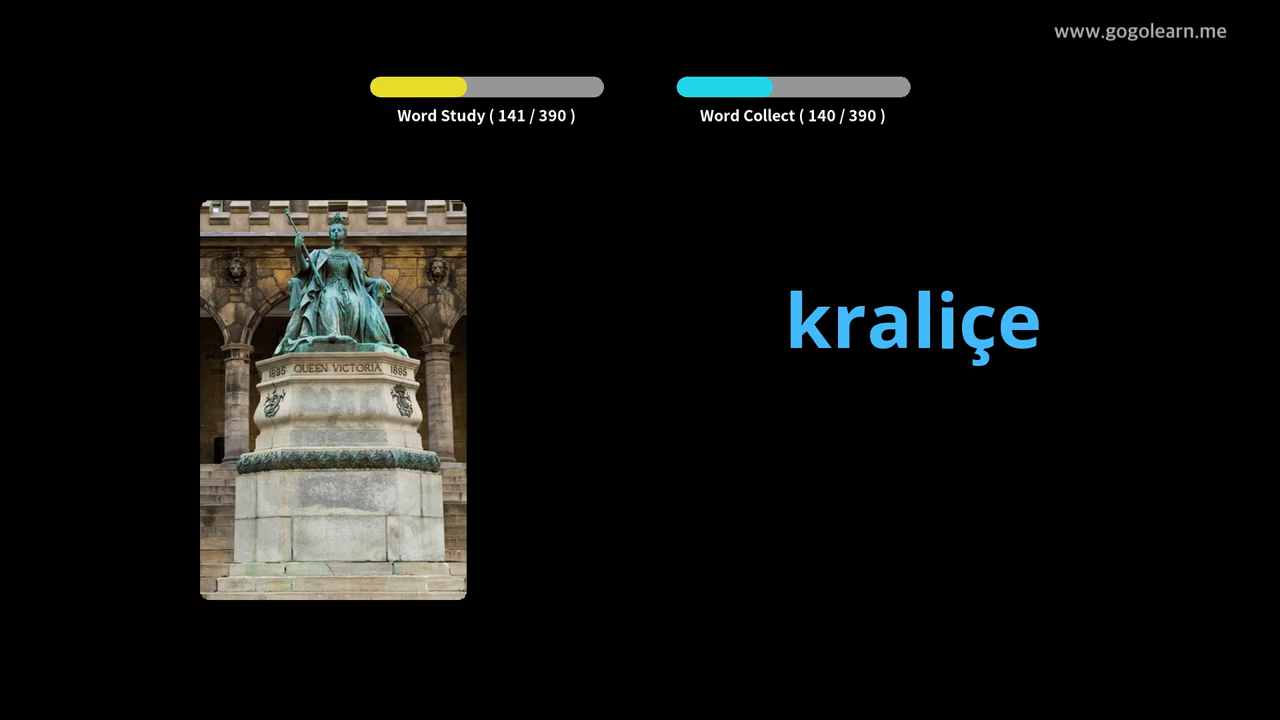 www.gogolearn.me
Word Study ( 141 / 390 )
Word Collect ( 140 / 390 )
kraliçe
1895 QUEEN VICTORIA 1895